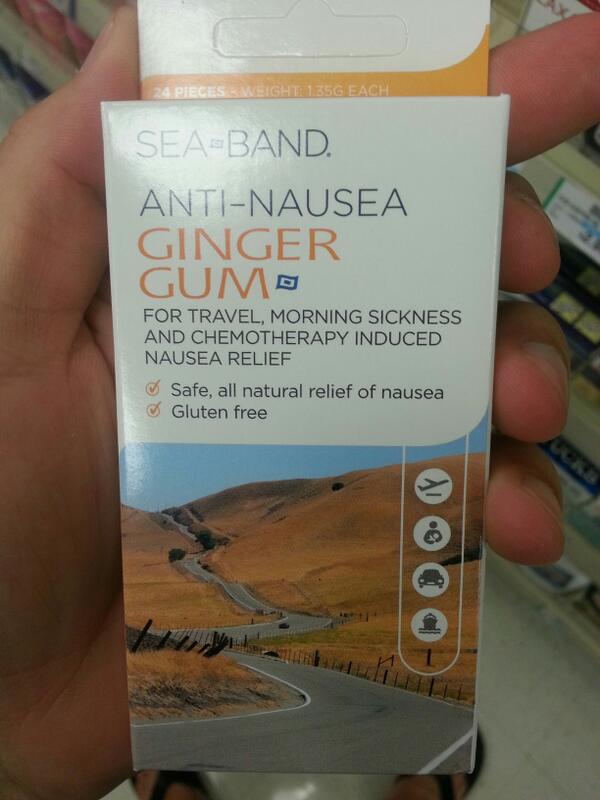 24 PIECES - WEIGHT: 1.35G EACH
SEA-BAND®
ANTI-NAUSEA
GINGER
GUM
FOR TRAVEL, MORNING SICKNESS
AND CHEMOTHERAPY INDUCED
NAUSEA RELIEF
Safe, all natural relief of nausea
Gluten free